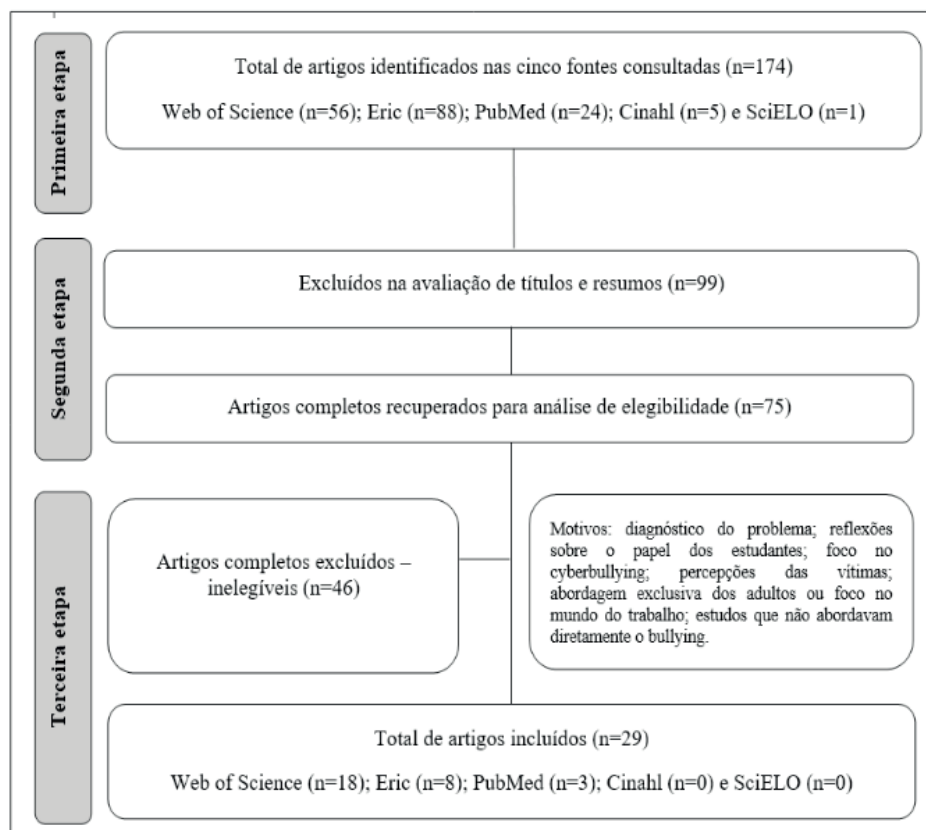 Primeira etapa
Total de artigos identificados nas cinco fontes consultadas (n=174)
Web of Science (n=56); Eric (n=88); PubMed (n=24); Cinahl (n=5) e SciELO (n=1)
Segunda etapa
Excluídos na avaliação de títulos e resumos (n=99)
Artigos completos recuperados para análise de elegibilidade (n=75)
Terceira etapa
Artigos completos excluídos –
inelegíveis (n=46)
Motivos: diagnóstico do problema; reflexões
sobre o papel dos estudantes; foco no
cyberbullying; percepções das vítimas;
abordagem exclusiva dos adultos ou foco no
mundo do trabalho; estudos que não abordavam
diretamente o bullying.
Total de artigos incluídos (n=29)
Web of Science (n=18); Eric (n=8); PubMed (n=3); Cinahl (n=0) e SciELO (n=0)